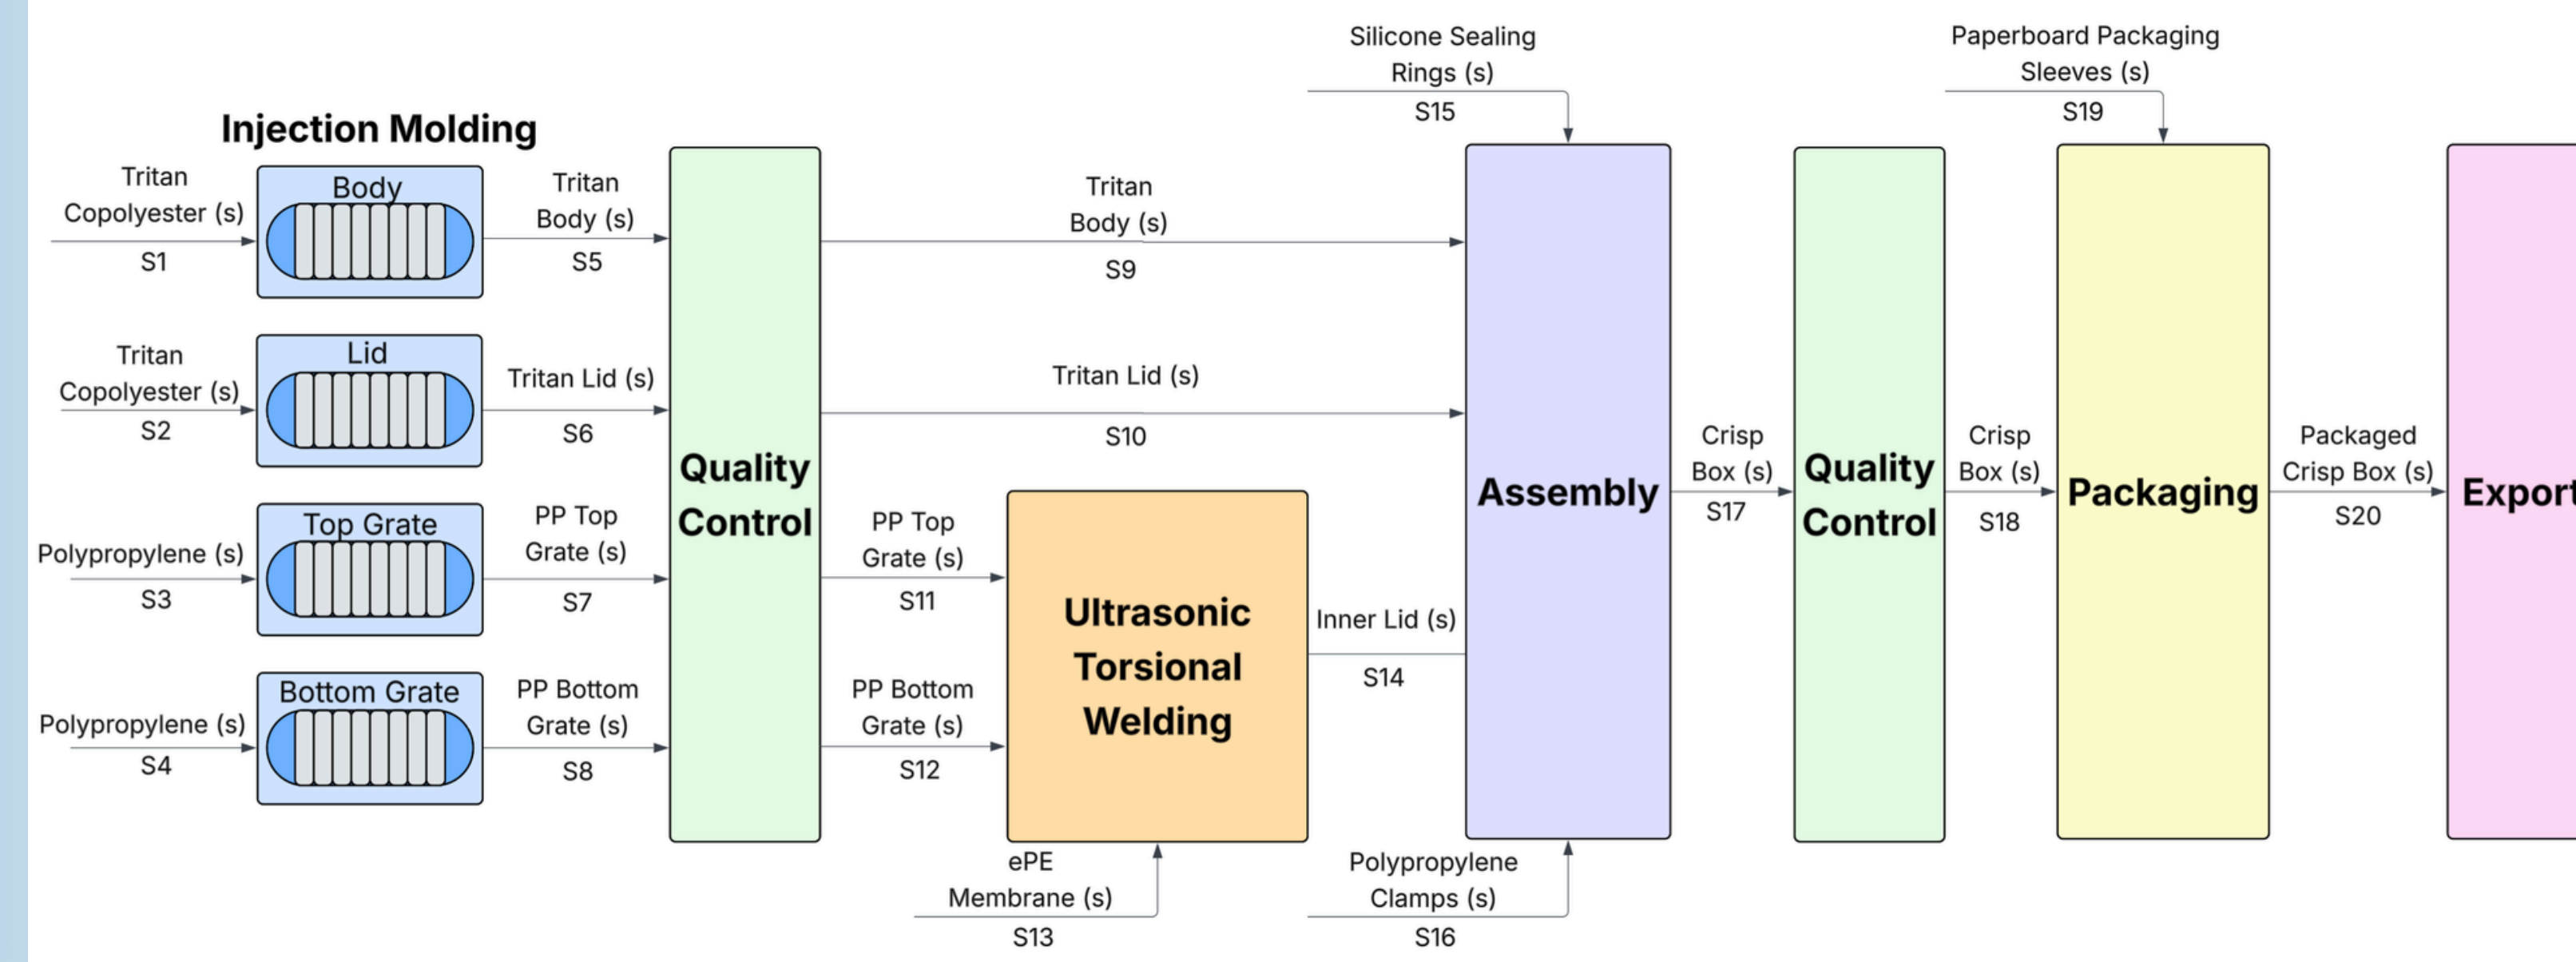 Silicone Sealing
Rings (s)
S15
Paperboard Packaging
Sleeves (s)
S19
Injection Molding
Tritan
Copolyester (s)
S1
Body
Tritan
Body (s)
S5
Tritan
Body (s)
S9
Tritan
Copolyester (s)
S2
Lid
Tritan Lid (s)
S6
Tritan Lid (s)
S10
Polypropylene (s)
S3
Top Grate
PP Top
Grate (s)
S7
Quality
Control
PP Top
Grate (s)
S11
Polypropylene (s)
S4
Bottom Grate
PP Bottom
Grate (s)
S8
PP Bottom
Grate (s)
S12
Ultrasonic
Torsional
Welding
ePE
Membrane (s)
S13
Inner Lid (s)
S14
Assembly
Polypropylene
Clamps (s)
S16
Crisp
Box (s)
S17
Quality
Control
Crisp
Box (s)
S18
Packaging
Packaged
Crisp Box (s)
S20
Export